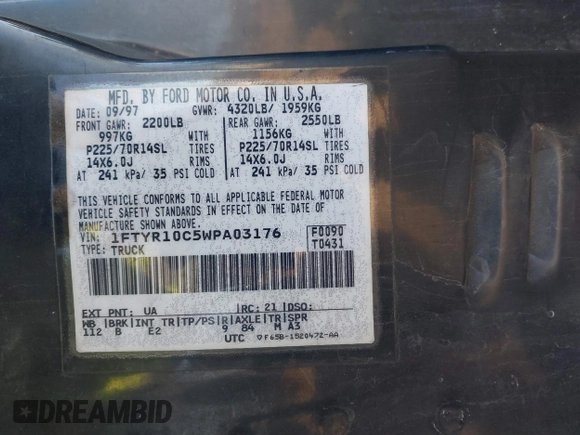 MFD. BY FORD MOTOR CO. IN U.S.A.
DATE: 09/97 GVWR: 4320LB/ 1959KG
FRONT GAWR: 2200LB REAR GAWR: 2550LB
997KG WITH 1156KG WITH
P225/70R14SL TIRES P225/70R14SL TIRES
14X6.0J RIMS 14X6.0J RIMS
AT 241 kPa/ 35 PSI COLD AT 241 kPa/ 35 PSI COLD
THIS VEHICLE CONFORMS TO ALL APPLICABLE FEDERAL MOTOR
VEHICLE SAFETY STANDARDS IN EFFECT ON THE DATE OF
MANUFACTURE SHOWN ABOVE.
VIN: 1FTYR10C5WPA03176 F0090
TYPE: TRUCK T0431
EXT PNT: UA |RC: 21 |DSO:
WB |BRK|INT TR|TP/PS|R|AXLE|TR|SPR
112 B E2 9 84 M A3
UTC F65B-1520472-AA
DREAMBID